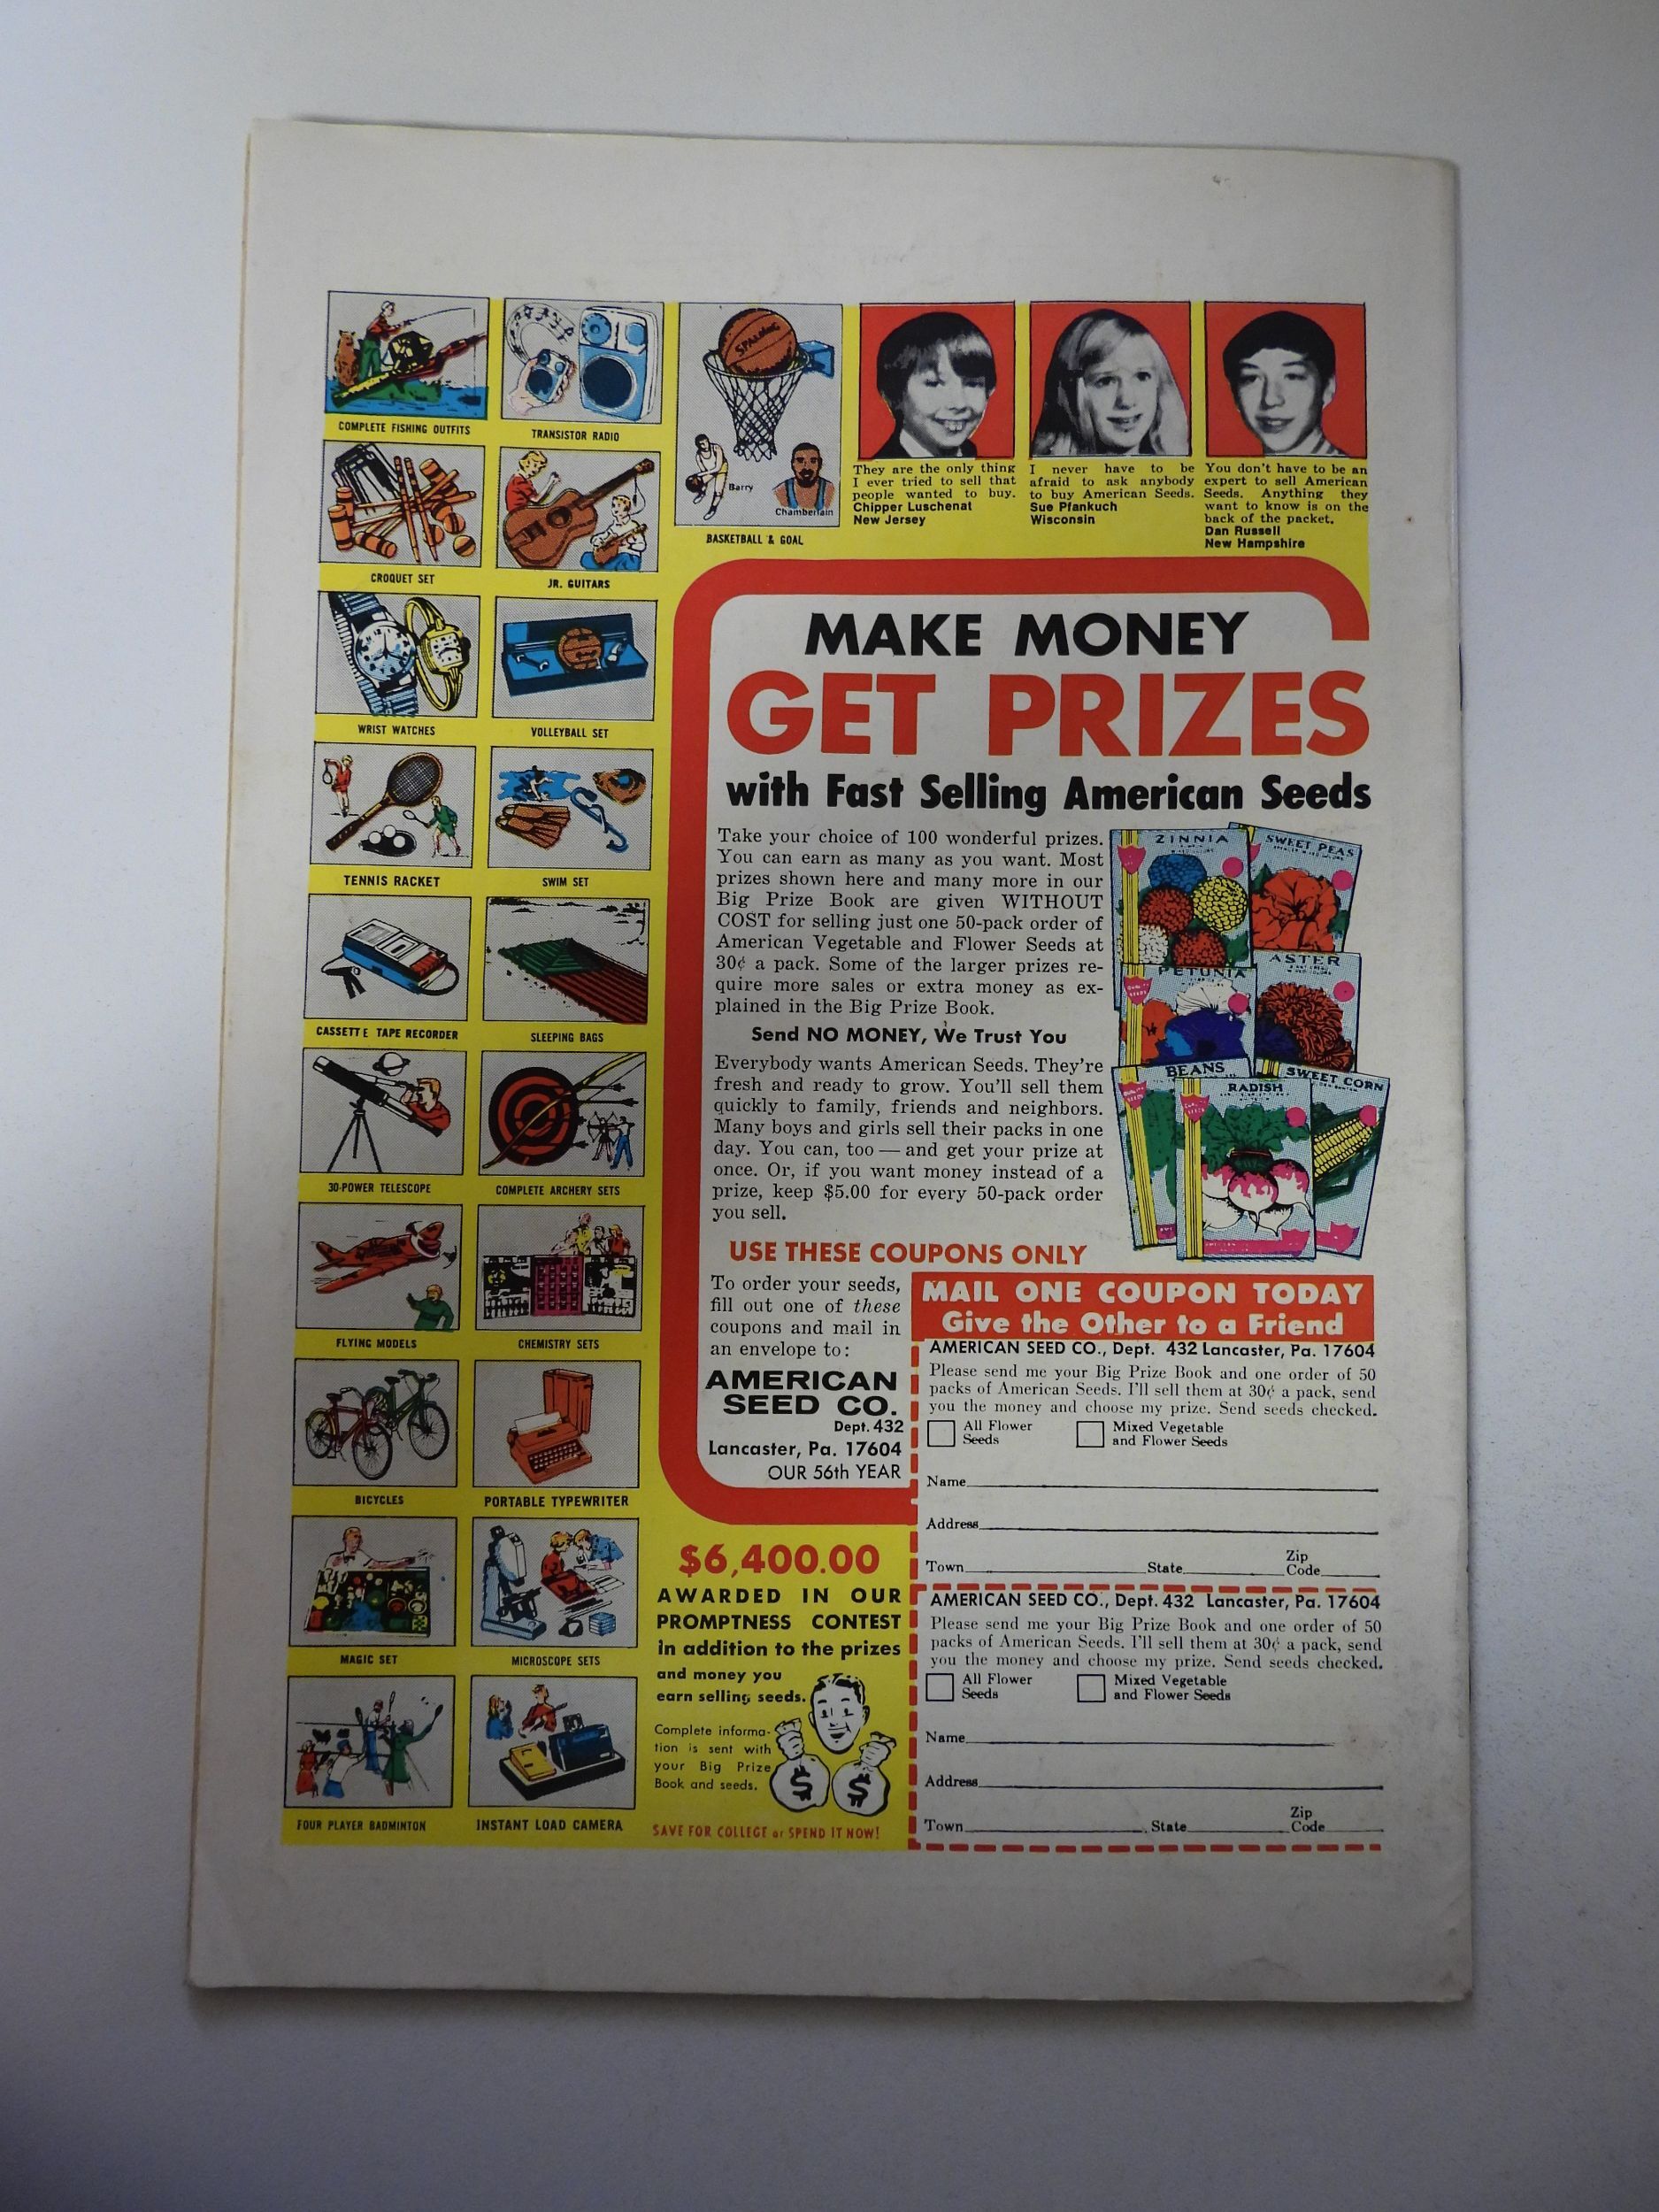 COMPLETE FISHING OUTFITS
TRANSISTOR RADIO
SPALDING
Barry
Chamberlain
BASKETBALL & GOAL
They are the only thing
I ever tried to sell that
people wanted to buy.
Chipper Luschenat
New Jersey
I never have to be
afraid to ask anybody
to buy American Seeds.
Sue Pfankuch
Wisconsin
You don't have to be an
expert to sell American
Seeds. Anything they
want to know is on the
back of the packet.
Dan Russell
New Hampshire
CROQUET SET
JR. GUITARS
WRIST WATCHES
VOLLEYBALL SET
TENNIS RACKET
SWIM SET
CASSETTE TAPE RECORDER
SLEEPING BAGS
30-POWER TELESCOPE
COMPLETE ARCHERY SETS
FLYING MODELS
CHEMISTRY SETS
BICYCLES
PORTABLE TYPEWRITER
MAGIC SET
MICROSCOPE SETS
FOUR PLAYER BADMINTON
INSTANT LOAD CAMERA
MAKE MONEY
GET PRIZES
with Fast Selling American Seeds
Take your choice of 100 wonderful prizes.
You can earn as many as you want. Most
prizes shown here and many more in our
Big Prize Book are given WITHOUT
COST for selling just one 50-pack order of
American Vegetable and Flower Seeds at
30¢ a pack. Some of the larger prizes re-
quire more sales or extra money as ex-
plained in the Big Prize Book.
Send NO MONEY, We Trust You
Everybody wants American Seeds. They're
fresh and ready to grow. You'll sell them
quickly to family, friends and neighbors.
Many boys and girls sell their packs in one
day. You can, too — and get your prize at
once. Or, if you want money instead of a
prize, keep $5.00 for every 50-pack order
you sell.
ZINNIA
SWEET PEAS
PETUNIA
ASTER
BEANS
RADISH
SWEET CORN
USE THESE COUPONS ONLY
To order your seeds,
fill out one of these
coupons and mail in
an envelope to:
AMERICAN
SEED CO.
Dept. 432
Lancaster, Pa. 17604
OUR 56th YEAR
MAIL ONE COUPON TODAY
Give the Other to a Friend
AMERICAN SEED CO., Dept. 432 Lancaster, Pa. 17604
Please send me your Big Prize Book and one order of 50
packs of American Seeds. I'll sell them at 30¢ a pack, send
you the money and choose my prize. Send seeds checked.
All Flower
Seeds
Mixed Vegetable
and Flower Seeds
Name
Address
Town State Zip
Code
AMERICAN SEED CO., Dept. 432 Lancaster, Pa. 17604
Please send me your Big Prize Book and one order of 50
packs of American Seeds. I'll sell them at 30¢ a pack, send
you the money and choose my prize. Send seeds checked.
All Flower
Seeds
Mixed Vegetable
and Flower Seeds
Name
Address
Town State Zip
Code
$6,400.00
AWARDED IN OUR
PROMPTNESS CONTEST
in addition to the prizes
and money you
earn selling seeds.
Complete informa-
tion is sent with
your Big Prize
Book and seeds.
$ $
SAVE FOR COLLEGE or SPEND IT NOW!